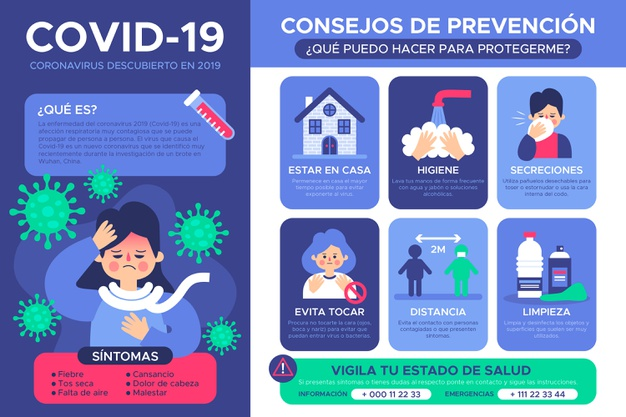 COVID-19
CORONAVIRUS DESCUBIERTO EN 2019
¿QUÉ ES?
La enfermedad del coronavirus 2019 (Covid-19) es una
afección respiratoria muy contagiosa que se puede
propagar de persona a persona. El virus que causa el
Covid-19 es un nuevo coronavirus que se identificó muy
recientemente durante la investigación de un brote en
Wuhan, China.
SÍNTOMAS
• Fiebre
• Tos seca
• Falta de aire
• Cansancio
• Dolor de cabeza
• Malestar
CONSEJOS DE PREVENCIÓN
¿QUÉ PUEDO HACER PARA PROTEGERME?
ESTAR EN CASA
Permanece en casa el mayor
tiempo posible para evitar
exponerte al virus.
HIGIENE
Lava tus manos de forma frecuente
con agua y jabón o soluciones
alcohólicas.
SECRECIONES
Utiliza pañuelos desechables para
toser o estornudar o usa la cara
interna del codo.
EVITA TOCAR
Procura no tocarte la cara (ojos,
boca y nariz) para evitar que
puedan entrar virus o bacterias.
2M
DISTANCIA
Evita el contacto con personas
contagiadas o que presenten
síntomas.
LIMPIEZA
Limpia y desinfecta los objetos y
superficies que suelen ser muy
utilizados.
VIGILA TU ESTADO DE SALUD
Si presentas síntomas o tienes dudas al respecto ponte en contacto y sigue las instrucciones.
INFORMACIÓN + 000 11 22 33 EMERGENCIAS + 111 22 33 44